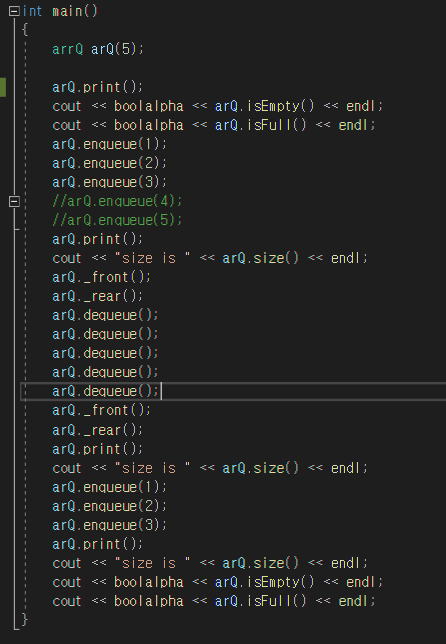 int main()
{
arrQ arQ(5);
arQ.print();
cout << boolalpha << arQ.isEmpty() << endl;
cout << boolalpha << arQ.isFull() << endl;
arQ.enqueue(1);
arQ.enqueue(2);
arQ.enqueue(3);
//arQ.enqueue(4);
//arQ.enqueue(5);
arQ.print();
cout << "size is " << arQ.size() << endl;
arQ._front();
arQ._rear();
arQ.dequeue();
arQ.dequeue();
arQ.dequeue();
arQ.dequeue();
arQ.dequeue();
arQ._front();
arQ._rear();
arQ.print();
cout << "size is " << arQ.size() << endl;
arQ.enqueue(1);
arQ.enqueue(2);
arQ.enqueue(3);
arQ.print();
cout << "size is " << arQ.size() << endl;
cout << boolalpha << arQ.isEmpty() << endl;
cout << boolalpha << arQ.isFull() << endl;
}